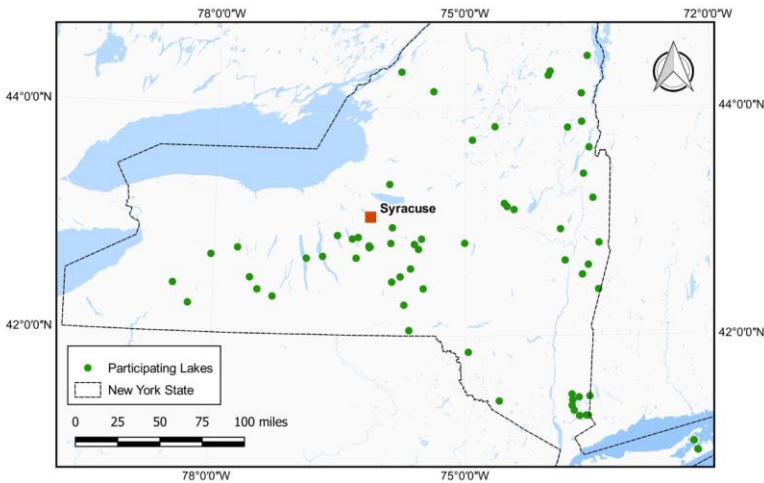 78°0'0"W 75°0'0"W 72°0'0"W
44°0'0"N 44°0'0"N
Syracuse
42°0'0"N 42°0'0"N
Participating Lakes
New York State
0 25 50 75 100 miles
78°0'0"W 75°0'0"W